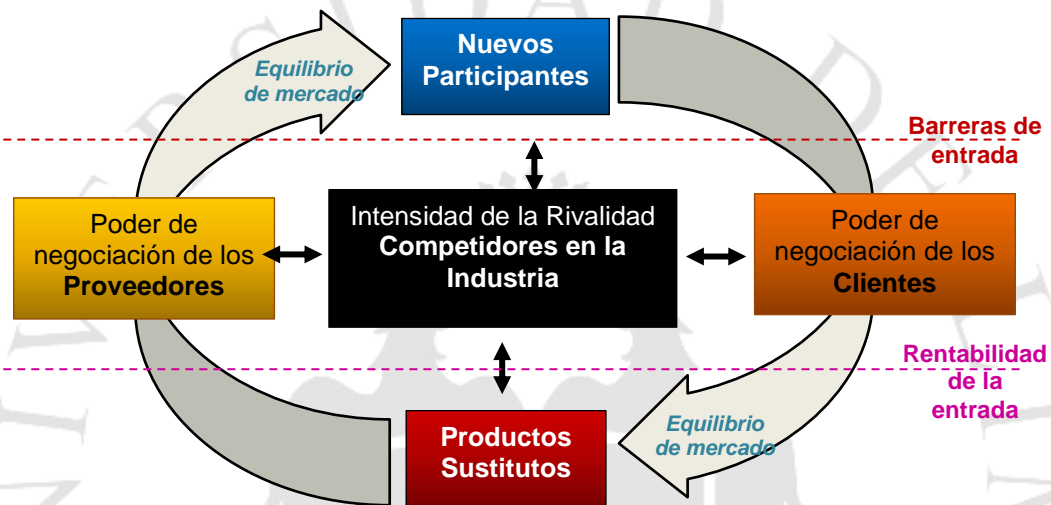 Nuevos
Participantes
Equilibrio
de mercado
Barreras de
entrada
Poder de
negociación de los
Proveedores
Intensidad de la Rivalidad
Competidores en la
Industria
Poder de
negociación de los
Clientes
Rentabilidad
de la
entrada
Productos
Sustitutos
Equilibrio
de mercado